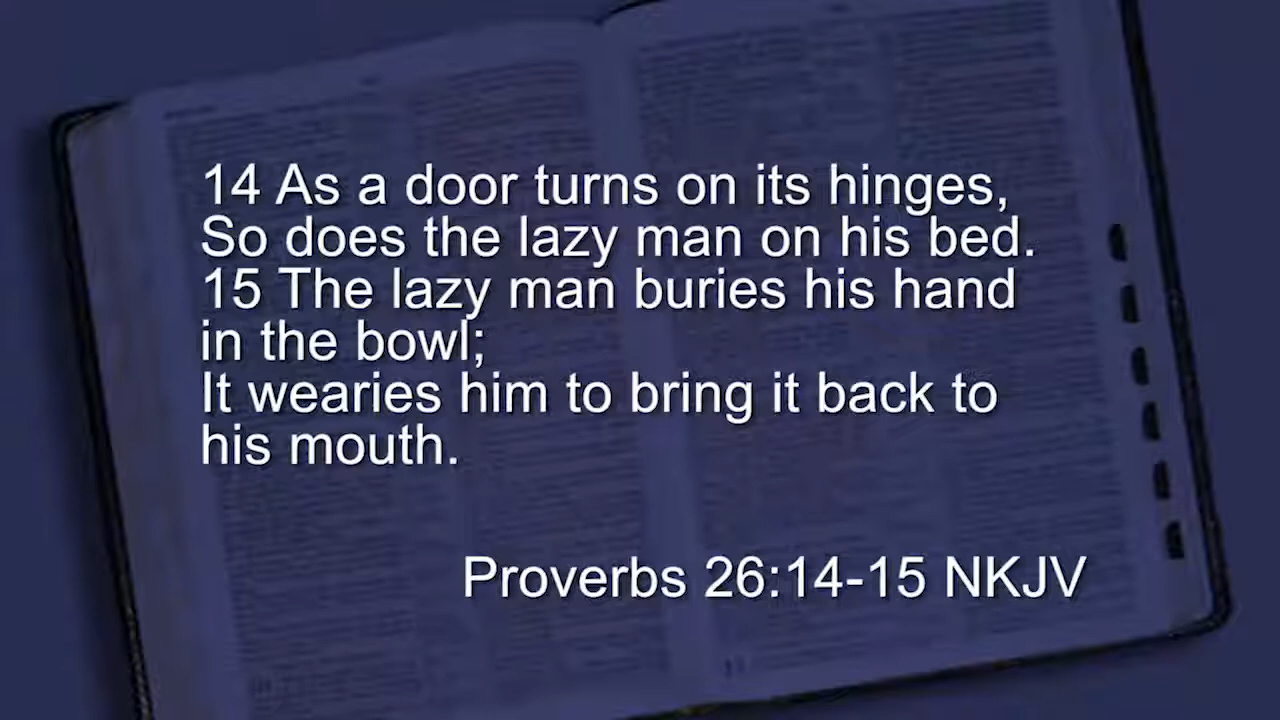 14 As a door turns on its hinges,
So does the lazy man on his bed.
15 The lazy man buries his hand
in the bowl;
It wearies him to bring it back to
his mouth.
Proverbs 26:14-15 NKJV